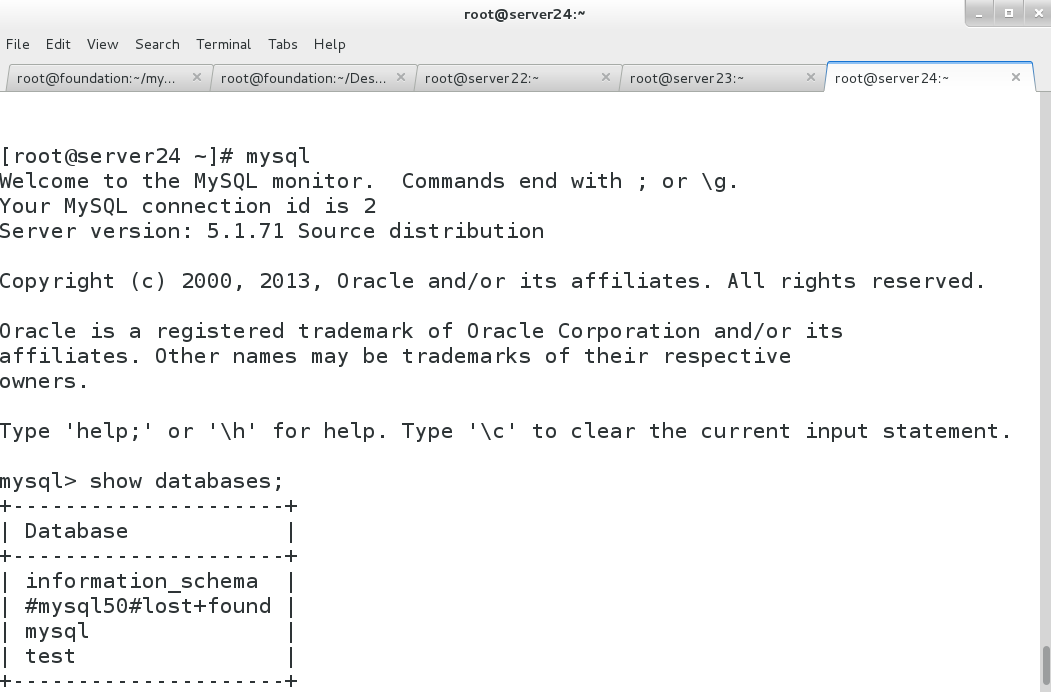 root@server24:~
File Edit View Search Terminal Tabs Help
root@foundation:~/my... root@foundation:~/Des... root@server22:~ root@server23:~ root@server24:~
[root@server24 ~]# mysql
Welcome to the MySQL monitor.  Commands end with ; or \g.
Your MySQL connection id is 2
Server version: 5.1.71 Source distribution
Copyright (c) 2000, 2013, Oracle and/or its affiliates. All rights reserved.
Oracle is a registered trademark of Oracle Corporation and/or its
affiliates. Other names may be trademarks of their respective
owners.
Type 'help;' or '\h' for help. Type '\c' to clear the current input statement.
mysql> show databases;
+---------------------+
| Database            |
+---------------------+
| information_schema  |
| #mysql50#lost+found |
| mysql               |
| test                |
+---------------------+